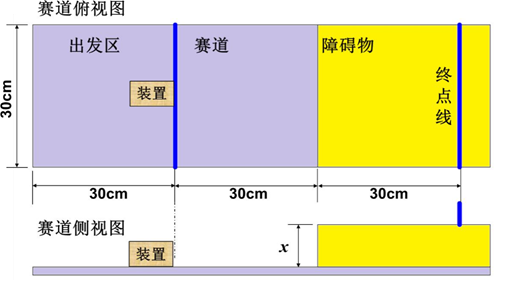 赛道俯视图
出发区
赛道
障碍物
装置
终点线
30cm
30cm
30cm
30cm
赛道侧视图
装置
x